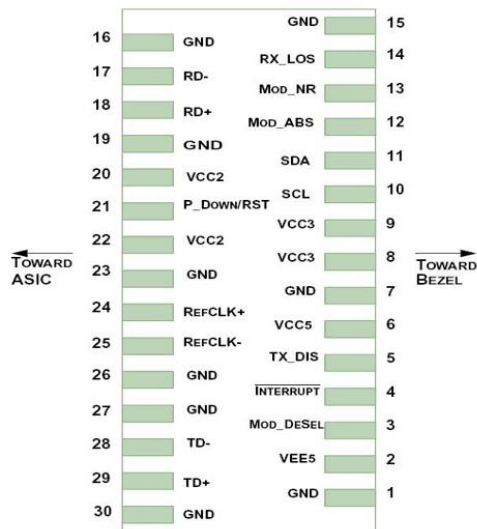 GND 15
16 GND
RX_LOS 14
17 RD-
MOD_NR 13
18 RD+
MOD_ABS 12
19 GND
SDA 11
20 VCC2
SCL 10
21 P_DOWN/RST
VCC3 9
22 VCC2
VCC3 8
TOWARD ASIC
TOWARD BEZEL
23 GND
GND 7
24 REFCLK+
VCC5 6
25 REFCLK-
TX_DIS 5
26 GND
INTERRUPT 4
27 GND
MOD_DESEL 3
28 TD-
VEE5 2
29 TD+
GND 1
30 GND